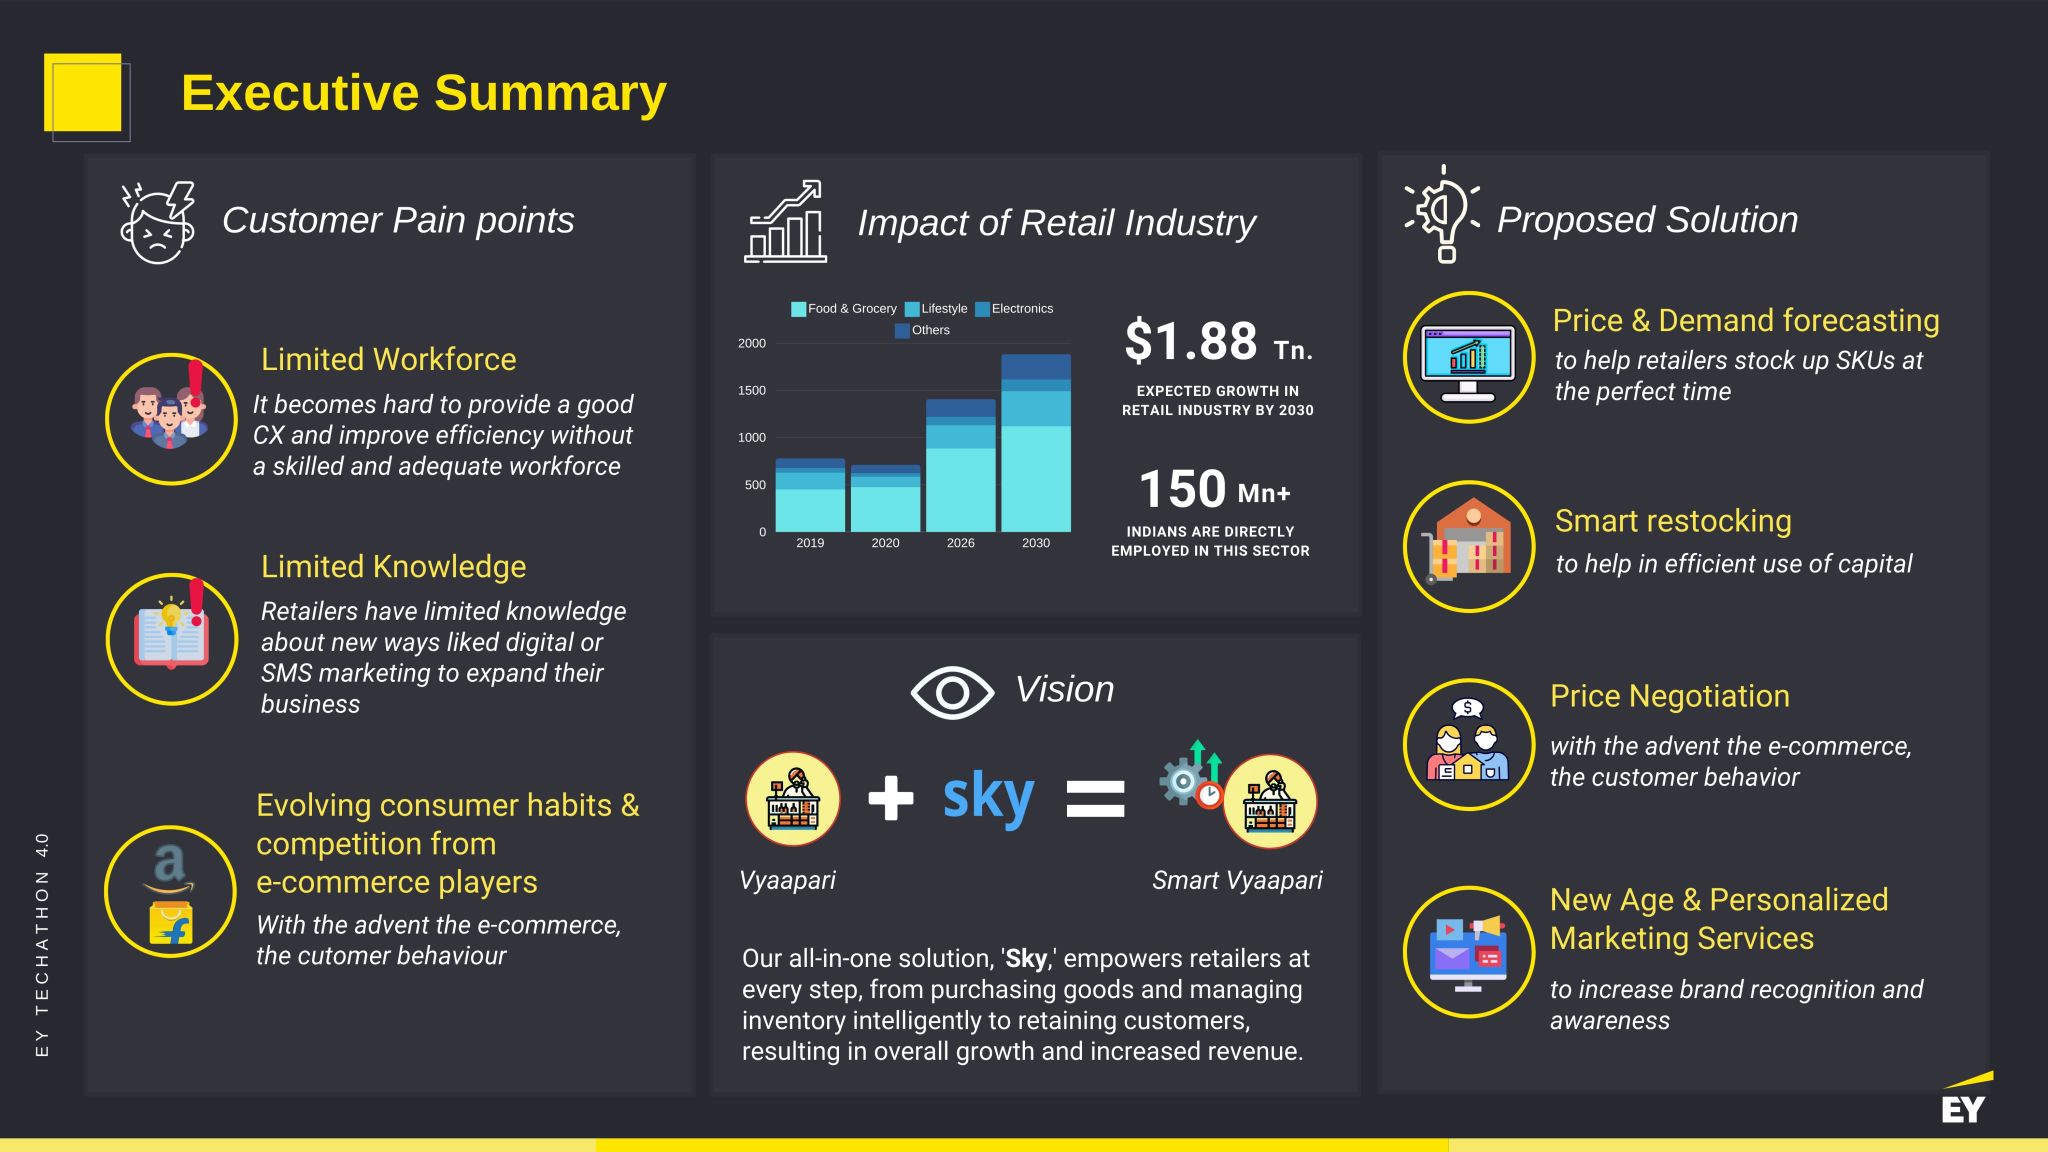 Executive Summary
Customer Pain points
Limited Workforce
It becomes hard to provide a good
CX and improve efficiency without
a skilled and adequate workforce
Limited Knowledge
Retailers have limited knowledge
about new ways liked digital or
SMS marketing to expand their
business
a
f
Evolving consumer habits &
competition from
e-commerce players
With the advent the e-commerce,
the cutomer behaviour
Impact of Retail Industry
Food & Grocery Lifestyle Electronics
Others
2000
1500
1000
500
0
2019 2020 2026 2030
$1.88 Tn.
EXPECTED GROWTH IN
RETAIL INDUSTRY BY 2030
150 Mn+
INDIANS ARE DIRECTLY
EMPLOYED IN THIS SECTOR
Vision
+ sky =
Vyaapari
Smart Vyaapari
Our all-in-one solution, 'Sky,' empowers retailers at
every step, from purchasing goods and managing
inventory intelligently to retaining customers,
resulting in overall growth and increased revenue.
Proposed Solution
Price & Demand forecasting
to help retailers stock up SKUs at
the perfect time
Smart restocking
to help in efficient use of capital
$
Price Negotiation
with the advent the e-commerce,
the customer behavior
New Age & Personalized
Marketing Services
to increase brand recognition and
awareness
EY TECHATHON 4.0
EY